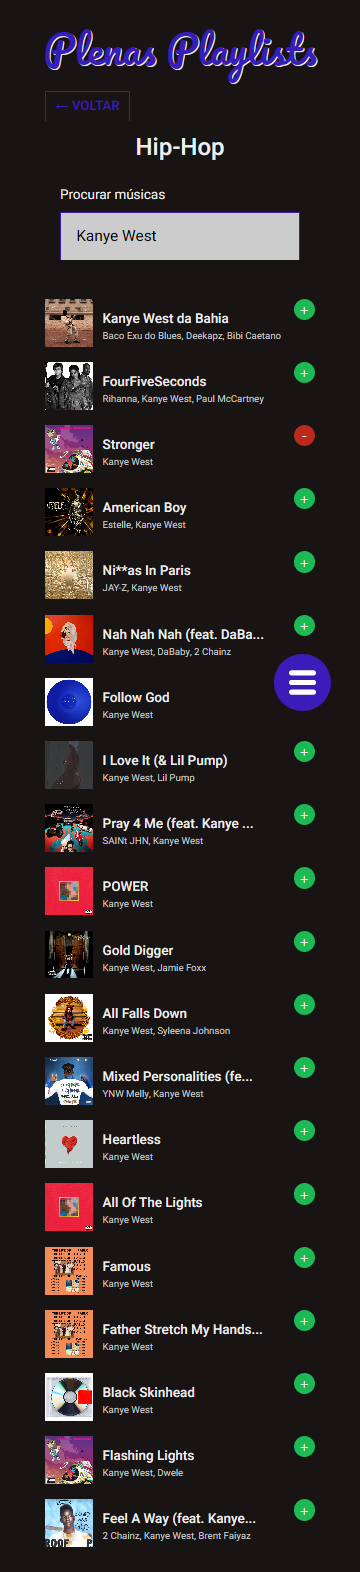 Plenas Playlists
← VOLTAR
Hip-Hop
Procurar músicas
Kanye West
Kanye West da Bahia
Baco Exu do Blues, Deekapz, Bibi Caetano
+
FourFiveSeconds
Rihanna, Kanye West, Paul McCartney
+
Stronger
Kanye West
-
American Boy
Estelle, Kanye West
+
Ni**as In Paris
JAY-Z, Kanye West
+
Nah Nah Nah (feat. DaBa...
Kanye West, DaBaby, 2 Chainz
+
Follow God
Kanye West
I Love It (& Lil Pump)
Kanye West, Lil Pump
+
Pray 4 Me (feat. Kanye ...
SAINt JHN, Kanye West
+
POWER
Kanye West
+
Gold Digger
Kanye West, Jamie Foxx
+
All Falls Down
Kanye West, Syleena Johnson
+
Mixed Personalities (fe...
YNW Melly, Kanye West
+
Heartless
Kanye West
+
All Of The Lights
Kanye West
+
Famous
Kanye West
+
Father Stretch My Hands...
Kanye West
+
Black Skinhead
Kanye West
+
Flashing Lights
Kanye West, Dwele
+
Feel A Way (feat. Kanye...
2 Chainz, Kanye West, Brent Faiyaz
+